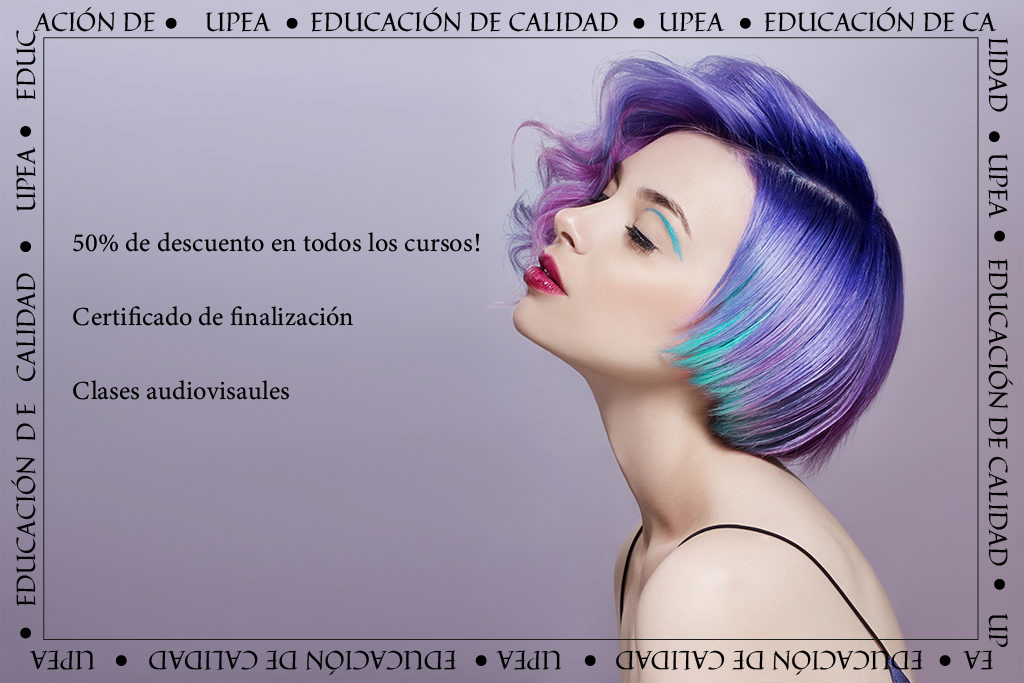 ACIÓN DE • UPEA • EDUCACIÓN DE CALIDAD • UPEA • EDUCACIÓN DE CA
LIDAD • UPEA • EDUCACIÓN DE CALIDAD • UP
EA • EDUCACIÓN DE CALIDAD • UPEA • EDUCACIÓN DE CALIDAD • UPEA
• EDUCACIÓN DE CALIDAD • UPEA • EDUC
50% de descuento en todos los cursos!
Certificado de finalización
Clases audiovisaules